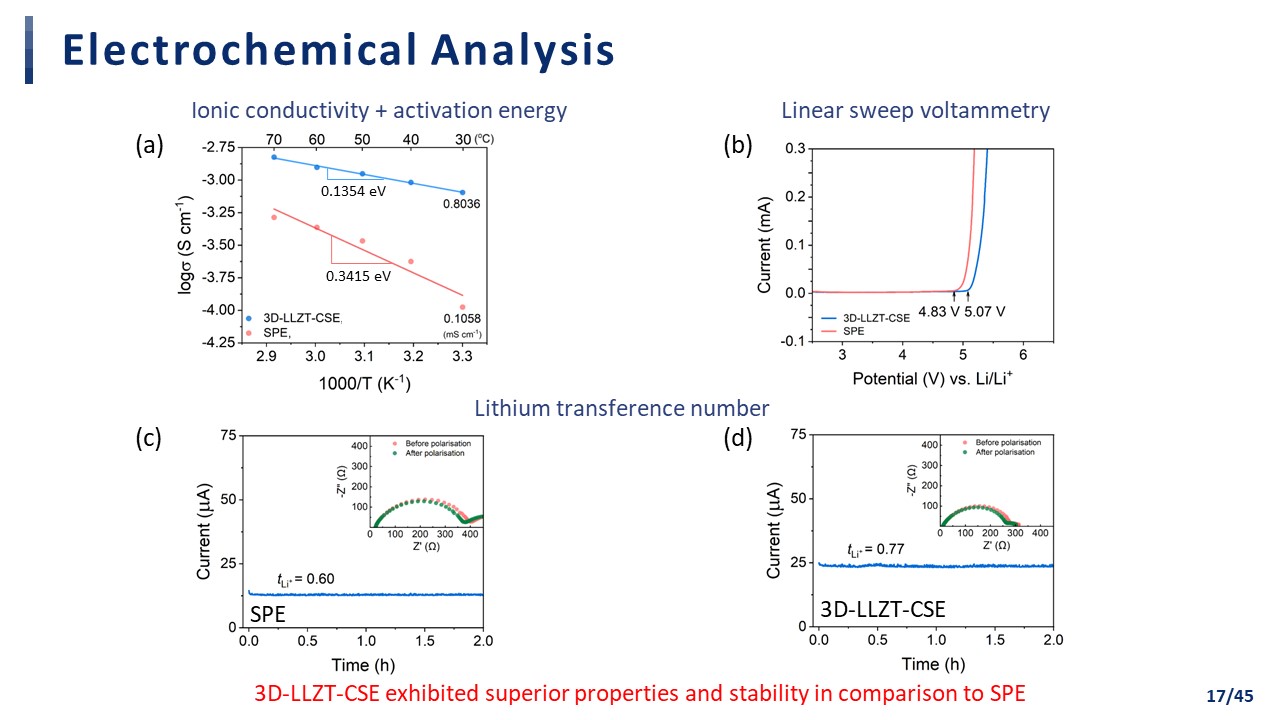 Electrochemical Analysis
Ionic conductivity + activation energy
Linear sweep voltammetry
(a)
70 60 50 40 30 (°C)
-2.75
-3.00
-3.25
-3.50
-3.75
-4.00
-4.25
logσ (S cm⁻¹)
0.1354 eV
0.8036
0.3415 eV
0.1058
(mS cm⁻¹)
3D-LLZT-CSE,
SPE,
2.9 3.0 3.1 3.2 3.3
1000/T (K⁻¹)
(b)
0.3
0.2
0.1
0.0
-0.1
Current (mA)
4.83 V 5.07 V
3D-LLZT-CSE
SPE
3 4 5 6
Potential (V) vs. Li/Li⁺
Lithium transference number
(c)
75
50
25
0
Current (µA)
400
300
200
100
-Z" (Ω)
Before polarisation
After polarisation
0 100 200 300 400
Z' (Ω)
tLi⁺ = 0.60
SPE
0.0 0.5 1.0 1.5 2.0
Time (h)
(d)
75
50
25
0
Current (µA)
400
300
200
100
0
-Z" (Ω)
Before polarisation
After polarisation
0 100 200 300 400
Z' (Ω)
tLi⁺ = 0.77
3D-LLZT-CSE
0.0 0.5 1.0 1.5 2.0
Time (h)
3D-LLZT-CSE exhibited superior properties and stability in comparison to SPE
17/45